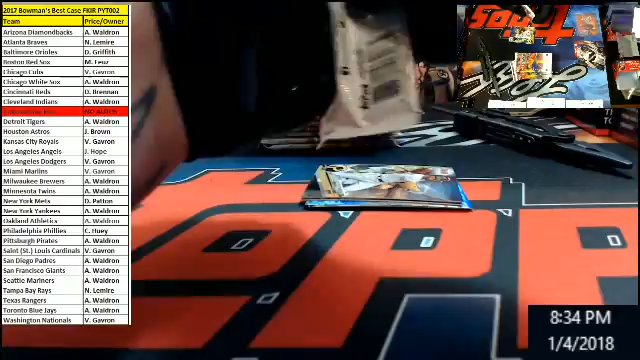 2017 Bowman's Best Case FKIR PYT002
Team Price/Owner
Arizona Diamondbacks A. Waldron
Atlanta Braves N. Lemire
Baltimore Orioles D. Griffith
Boston Red Sox M. Feuz
Chicago Cubs V. Gavron
Chicago White Sox A. Waldron
Cincinnati Reds D. Brennan
Cleveland Indians A. Waldron
NO AUTOS
Detroit Tigers A. Waldron
Houston Astros J. Brown
Kansas City Royals V. Gavron
Los Angeles Angels J. Hope
Los Angeles Dodgers V. Gavron
Miami Marlins V. Gavron
Milwaukee Brewers A. Waldron
Minnesota Twins A. Waldron
New York Mets D. Patton
New York Yankees A. Waldron
Oakland Athletics A. Waldron
Philadelphia Phillies C. Huey
Pittsburgh Pirates A. Waldron
Saint (St.) Louis Cardinals V. Gavron
San Diego Padres A. Waldron
San Francisco Giants A. Waldron
Seattle Mariners A. Waldron
Tampa Bay Rays N. Lemire
Texas Rangers A. Waldron
Toronto Blue Jays A. Waldron
Washington Nationals V. Gavron
Topps
8:34 PM
1/4/2018